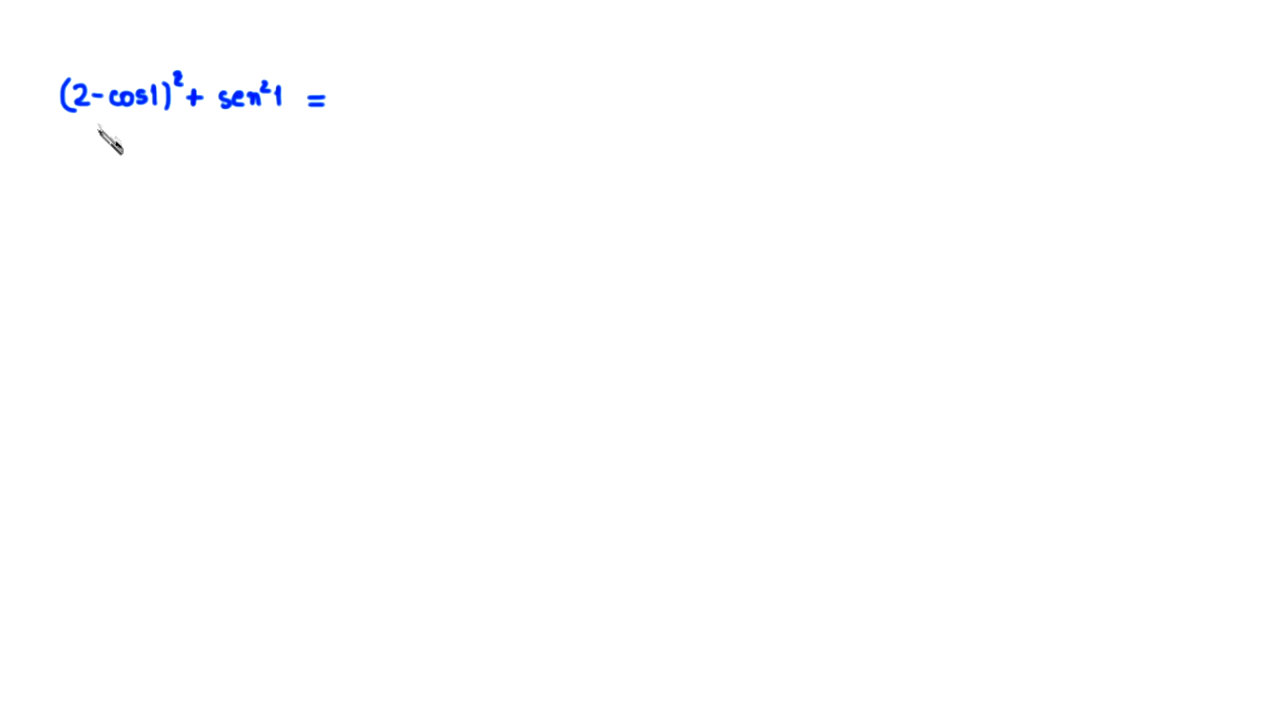 (2-cos1)²+ sen²1 =